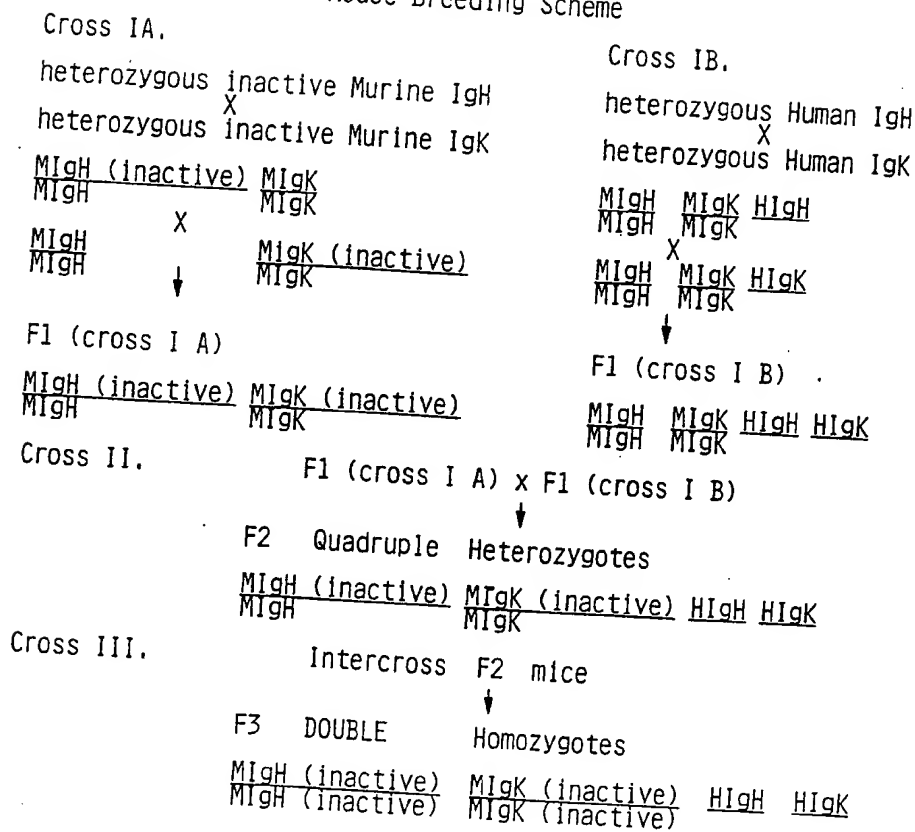 Mouse Breeding Scheme
Cross IA.
heterozygous inactive Murine IgH
X
heterozygous inactive Murine IgK
MIgH (inactive) MIgK
MIgH MIgK
X
MIgH MigK (inactive)
MIgH MIgK
F1 (cross I A)
MIgH (inactive) MIgK (inactive)
MIgH MIgK
Cross IB.
heterozygous Human IgH
X
heterozygous Human IgK
MIgH MIgK HIgH
MIgH MIgK
X
MIgH MIgK HIgK
MIgH MIgK
F1 (cross I B)
MIgH MIgK HIgH HIgK
MIgH MIgK
Cross II.
F1 (cross I A) x F1 (cross I B)
F2 Quadruple Heterozygotes
MIgH (inactive) MIgK (inactive) HIgH HIgK
MIgH MIgK
Cross III.
Intercross F2 mice
F3 DOUBLE Homozygotes
MIgH (inactive) MIgK (inactive) HIgH HIgK
MIgH (inactive) MIgK (inactive)